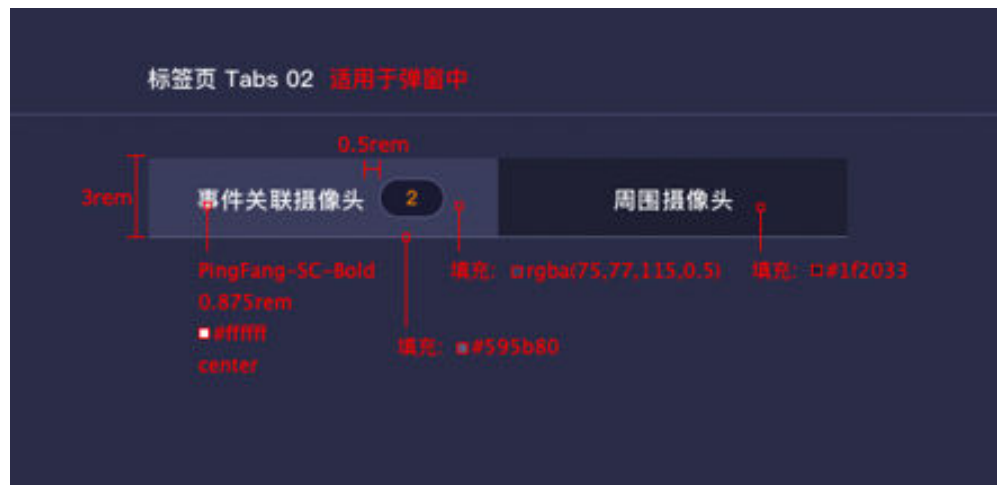 标签页 Tabs 02 适用于弹窗中
0.5rem
3rem
事件关联摄像头 2
周围摄像头
PingFang-SC-Bold
0.875rem
#ffffff
center
填充: rgba(75,77,115,0.5)
填充: #1f2033
填充: #595b80